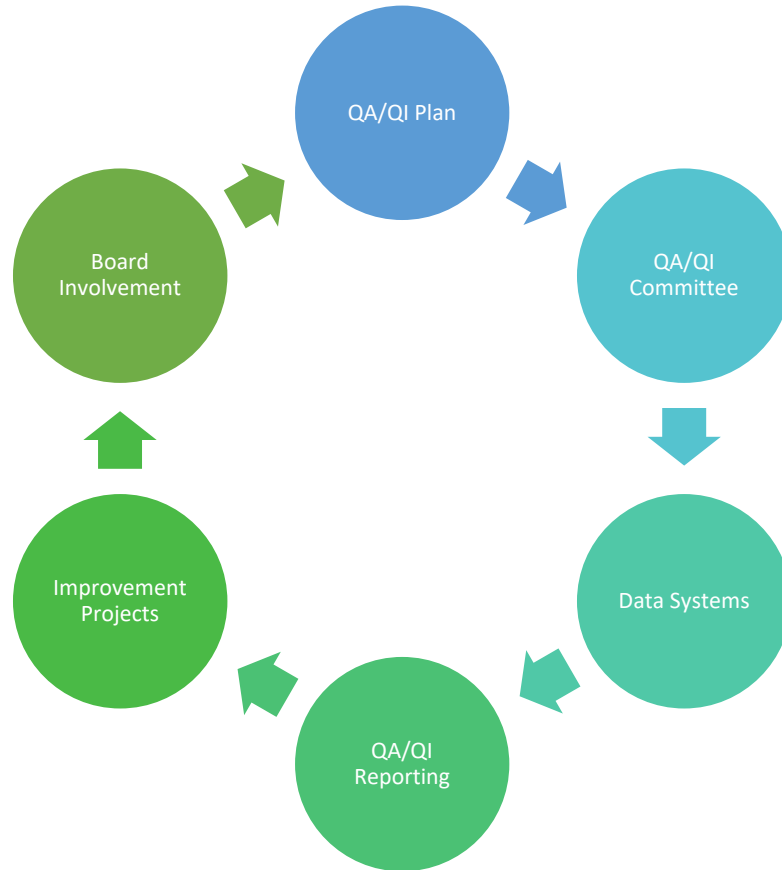 QA/QI Plan
QA/QI
Committee
Data Systems
QA/QI
Reporting
Improvement
Projects
Board
Involvement